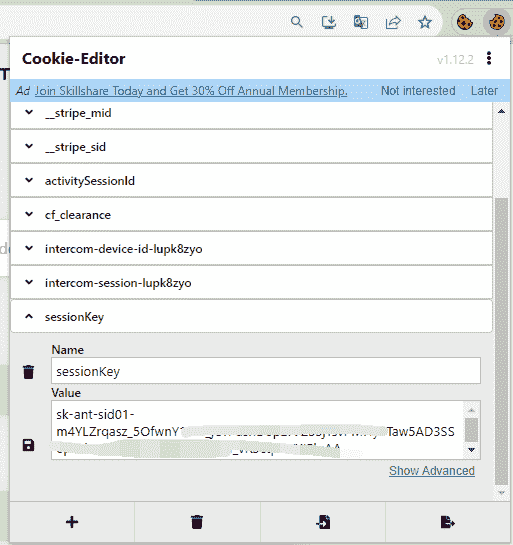 Cookie-Editor
v1.12.2
Ad Join Skillshare Today and Get 30% Off Annual Membership. Not interested Later
__stripe_mid
__stripe_sid
activitySessionId
cf_clearance
intercom-device-id-lupk8zyo
intercom-session-lupk8zyo
sessionKey
Name
sessionKey
Value
sk-ant-sid01-
Show Advanced